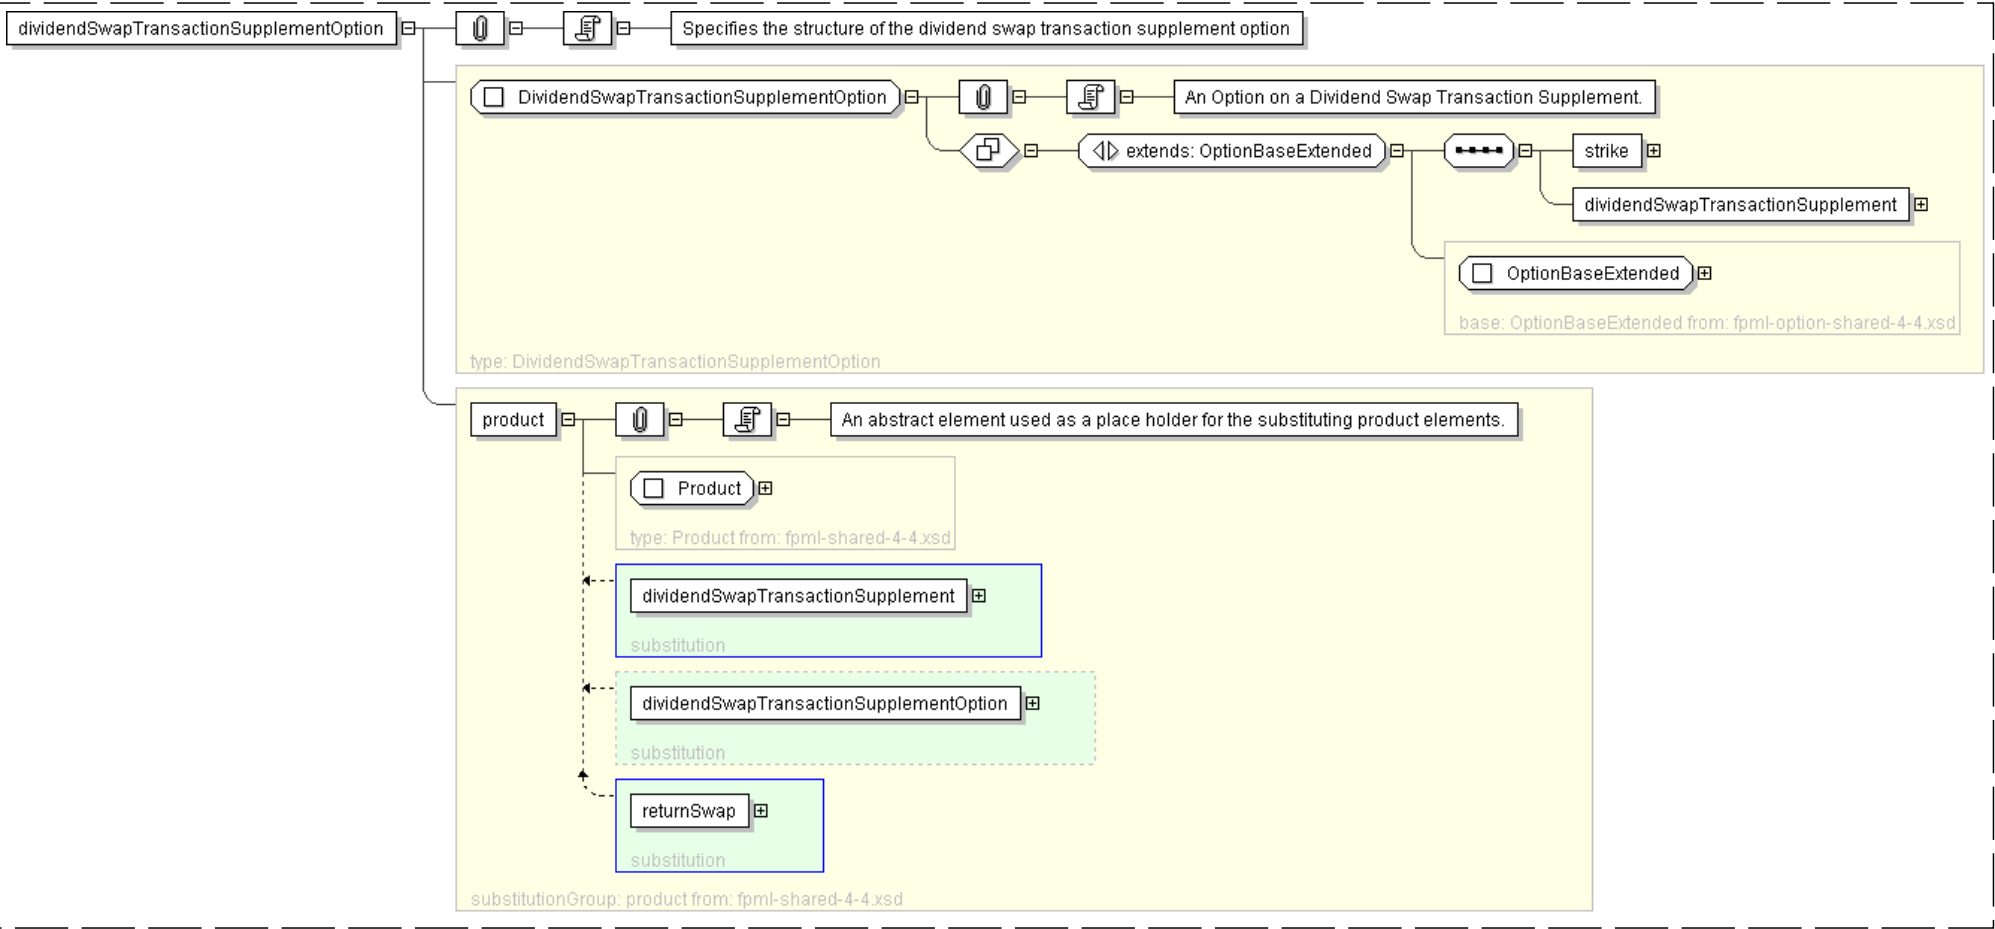 dividendSwapTransactionSupplementOption
Specifies the structure of the dividend swap transaction supplement option
DividendSwapTransactionSupplementOption
An Option on a Dividend Swap Transaction Supplement.
extends: OptionBaseExtended
strike
dividendSwapTransactionSupplement
OptionBaseExtended
base: OptionBaseExtended from: fpml-option-shared-4-4.xsd
type: DividendSwapTransactionSupplementOption
product
An abstract element used as a place holder for the substituting product elements.
Product
type: Product from: fpml-shared-4-4.xsd
dividendSwapTransactionSupplement
substitution
dividendSwapTransactionSupplementOption
substitution
returnSwap
substitution
substitutionGroup: product from: fpml-shared-4-4.xsd